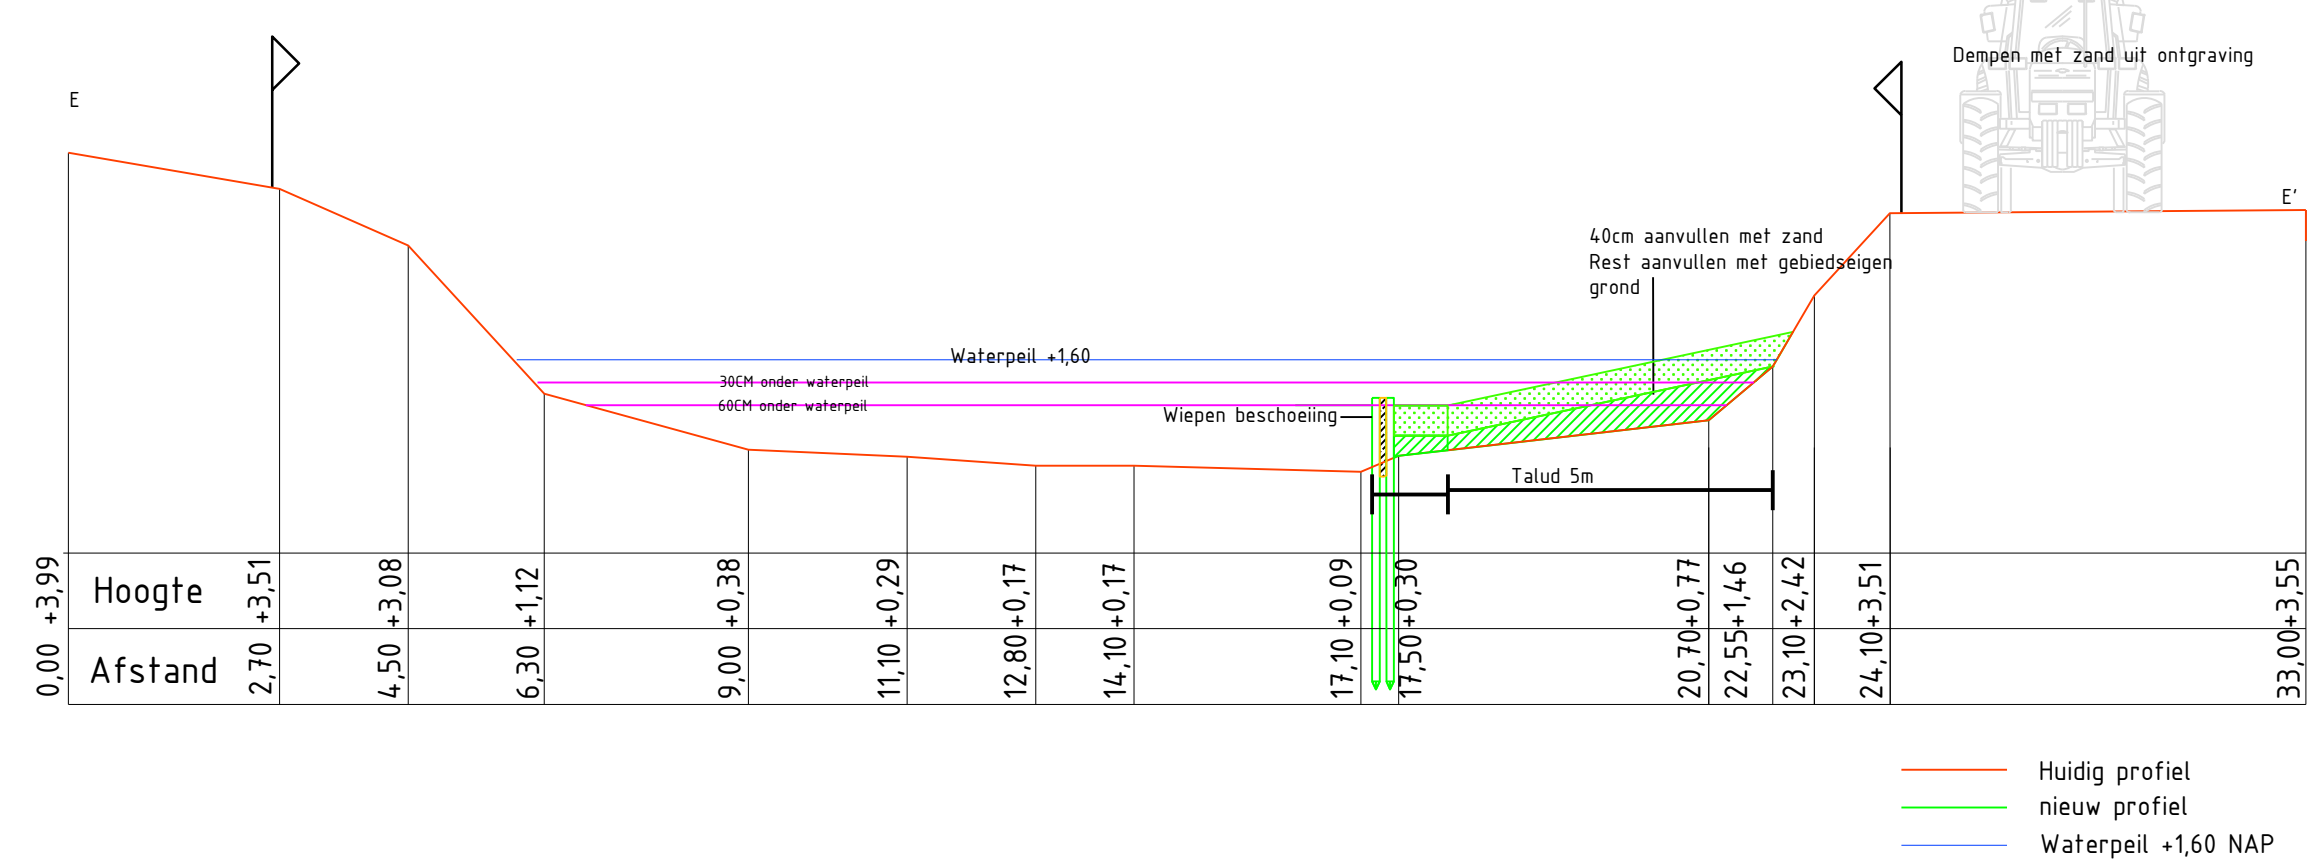 Dempen met zand uit ontgraving
E
E'
40cm aanvullen met zand
Rest aanvullen met gebiedseigen
grond
Waterpeil +1,60
30CM onder waterpeil
60CM onder waterpeil
Wiepen beschoeiing
Talud 5m
Hoogte
+3,99 +3,51 +3,08 +1,12 +0,38 +0,29 +0,17 +0,17 +0,09 +0,30 +0,77 +1,46 +2,42 +3,51 +3,55
Afstand
0,00 2,70 4,50 6,30 9,00 11,10 12,80 14,10 17,10 17,50 20,70 22,55 23,10 24,10 33,00
Huidig profiel
nieuw profiel
Waterpeil +1,60 NAP